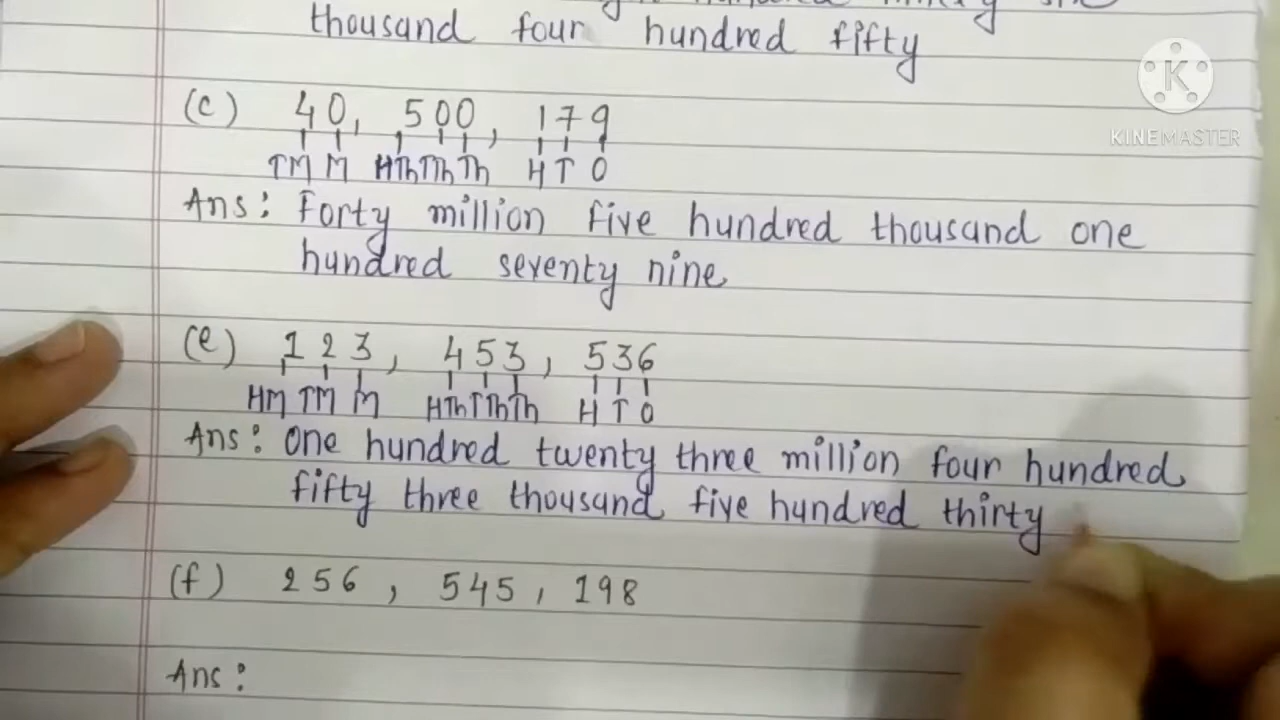 thousand four hundred fifty
(c) 40, 500, 179
TM M HTh TTh Th H T O
Ans: Forty million five hundred thousand one
hundred seventy nine
(e) 123, 453, 536
HM TM M HTh TTh Th H T O
Ans: One hundred twenty three million four hundred
fifty three thousand five hundred thirty
(f) 256, 545, 198
Ans:
K
KINEMASTER